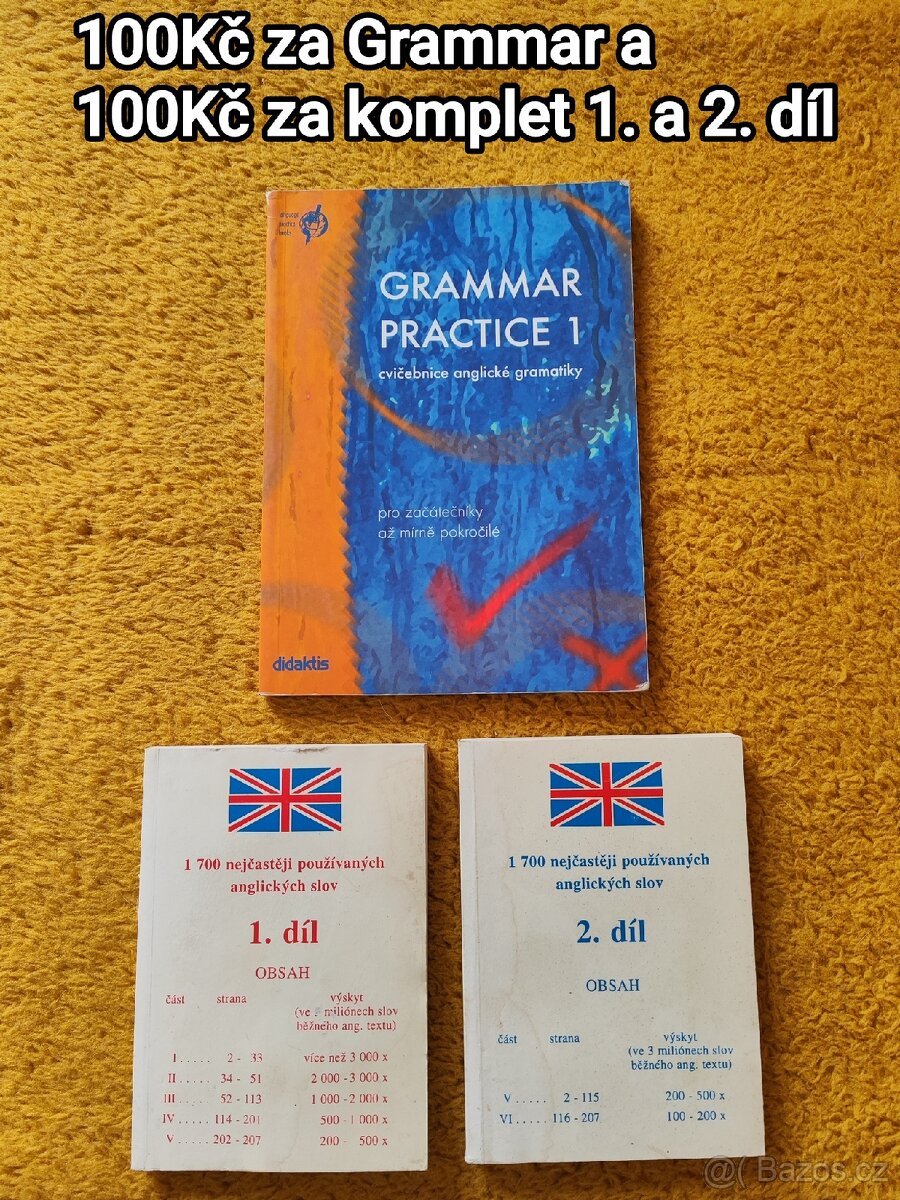 100Kč za Grammar a
100Kč za komplet 1. a 2. díl
GRAMMAR
PRACTICE 1
cvičebnice anglické gramatiky
pro začátečníky
až mírně pokročilé
didaktis
1 700 nejčastěji používaných
anglických slov
1. díl
OBSAH
část strana výskyt
(ve miliónech slov
běžného ang. textu)
I..... 2 - 33 více než 3 000 x
II..... 34 - 51 2 000 - 3 000 x
III..... 52 - 113 1 000 - 2 000 x
IV..... 114 - 201 500 - 1 000 x
V..... 202 - 207 200 - 500 x
1 700 nejčastěji používaných
anglických slov
2. díl
OBSAH
část strana výskyt
(ve 3 miliónech slov
běžného ang. textu)
V..... 2 - 115 200 - 500 x
VI..... 116 - 207 100 - 200 x
@( Bazos.cz